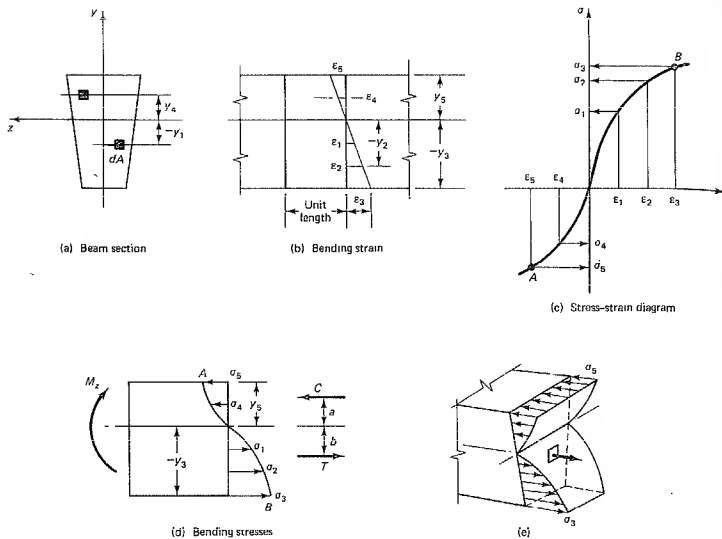 y
y₄
−y₁
z
dA
(a) Beam section
ε₅
ε₄
y₅
ε₁
−y₂
ε₂
−y₃
Unit
length
ε₃
(b) Bending strain
σ
σ₃
B
σ₂
σ₁
ε₅
ε₄
ε₁
ε₂
ε₃
σ₄
σ₅
A
(c) Stress-strain diagram
M_z
A
σ₅
σ₄
y₅
−y₃
σ₁
σ₂
B
σ₃
C
a
b
T
(d) Bending stresses
σ₅
σ₃
(e)